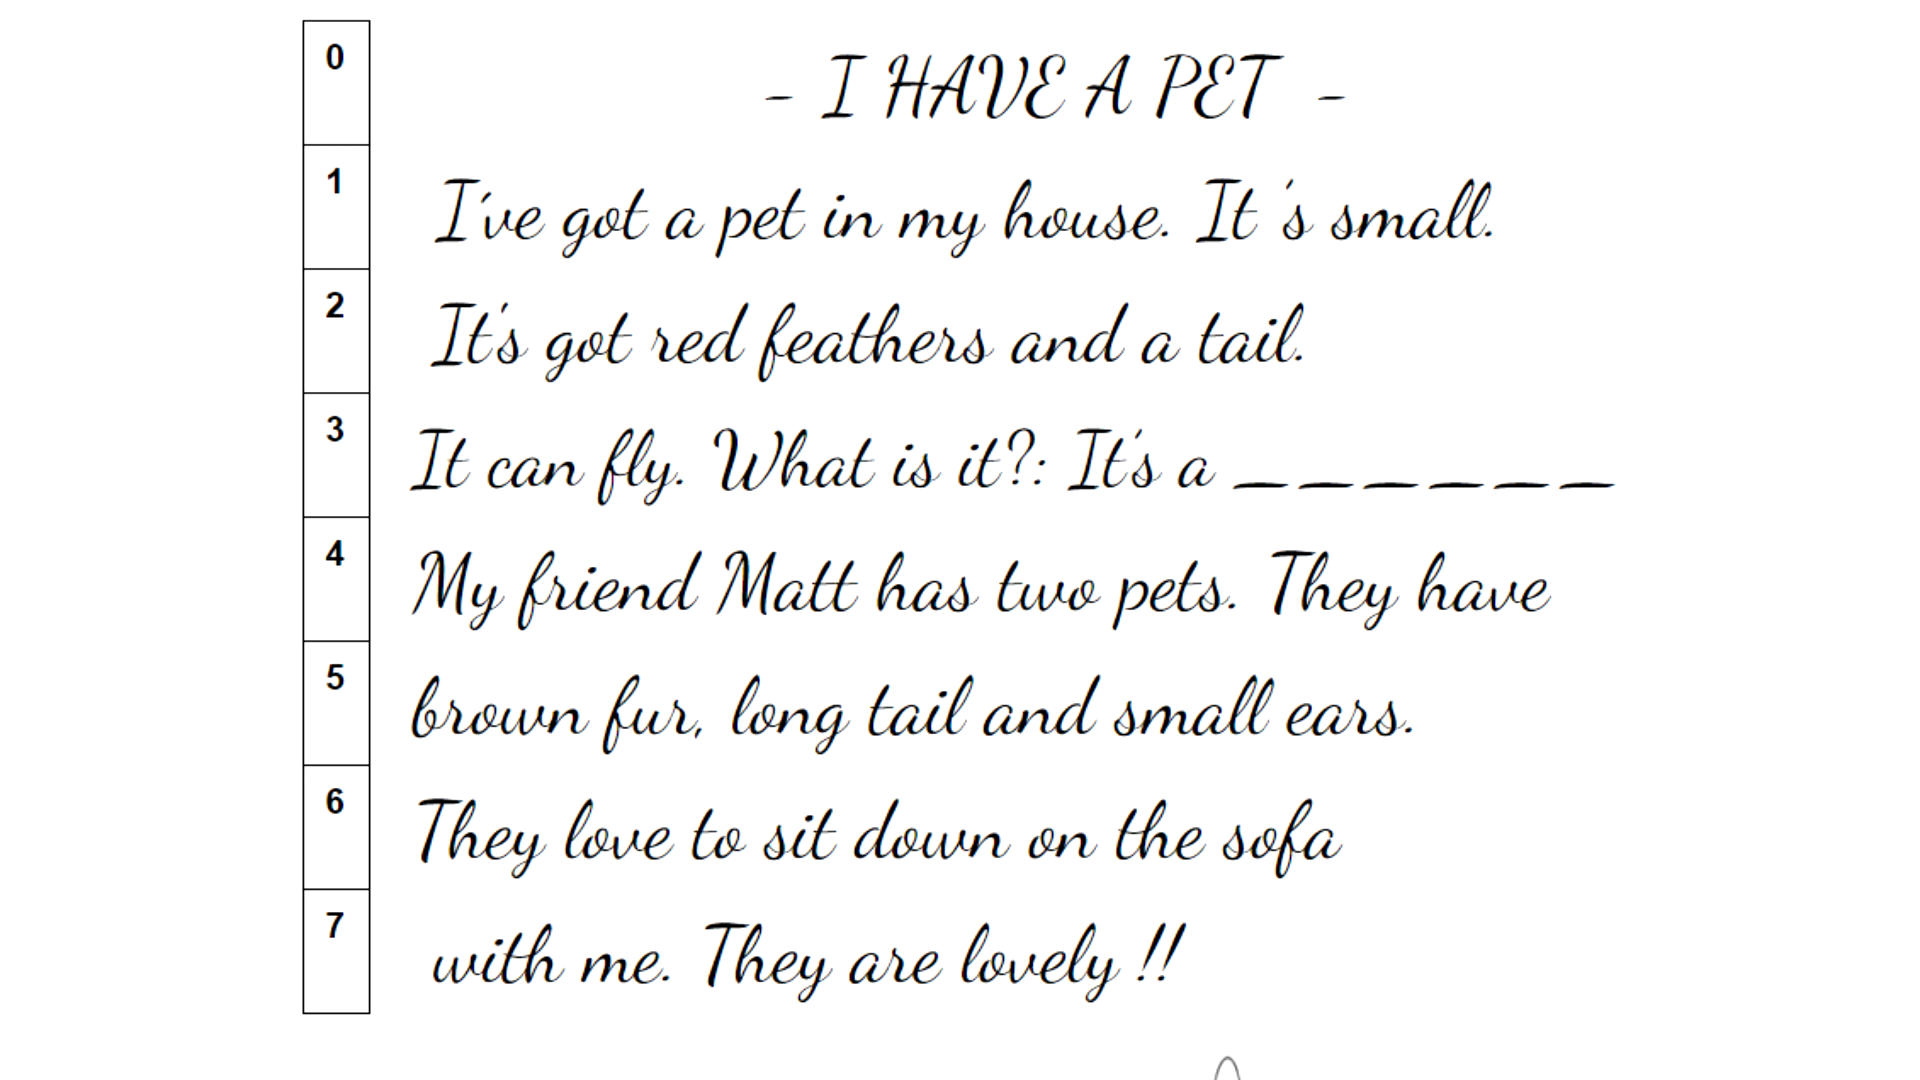 0 - I HAVE A PET -
1 I've got a pet in my house. It 's small.
2 It's got red feathers and a tail.
3 It can fly. What is it?: It's a _ _ _ _ _ _
4 My friend Matt has two pets. They have
5 brown fur, long tail and small ears.
6 They love to sit down on the sofa
7 with me. They are lovely !!